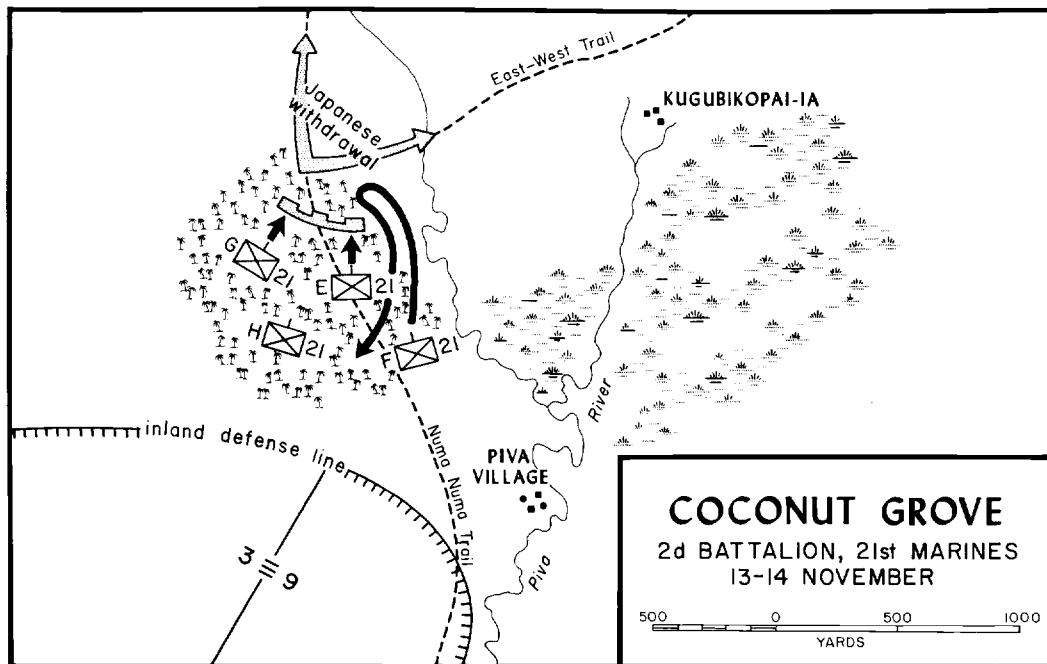 East-West Trail
Japanese
withdrawal
KUGUBIKOPAI-IA
G 21
E 21
H 21
F 21
inland defense line
Numa Numa Trail
PIVA
VILLAGE
Piva River
3 9
COCONUT GROVE
2d BATTALION, 21st MARINES
13-14 NOVEMBER
500 0 500 1000
YARDS